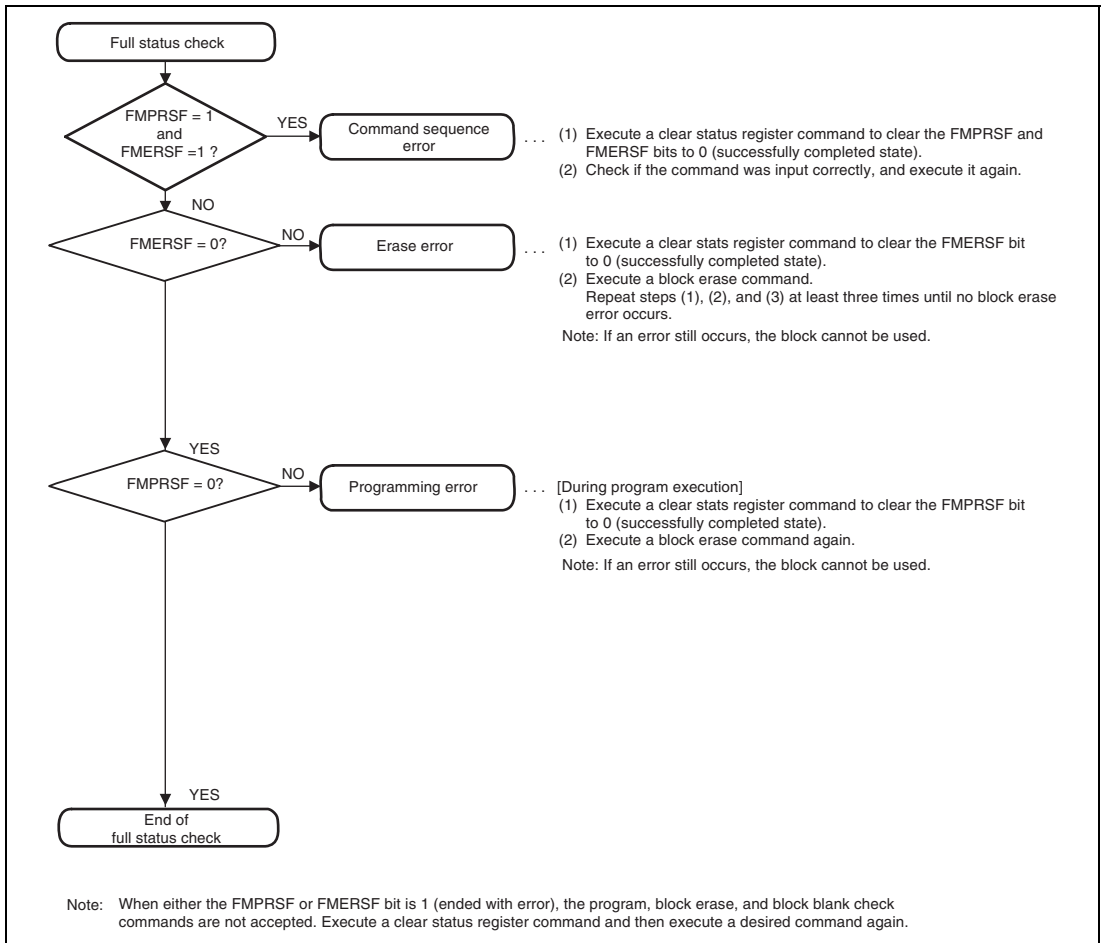 Full status check
FMPRSF = 1
and
FMERSF =1 ?
YES
Command sequence
error
. . . (1) Execute a clear status register command to clear the FMPRSF and
FMERSF bits to 0 (successfully completed state).
(2) Check if the command was input correctly, and execute it again.
NO
FMERSF = 0?
NO
Erase error
. . . (1) Execute a clear stats register command to clear the FMERSF bit
to 0 (successfully completed state).
(2) Execute a block erase command.
Repeat steps (1), (2), and (3) at least three times until no block erase
error occurs.
Note: If an error still occurs, the block cannot be used.
YES
FMPRSF = 0?
NO
Programming error
. . . [During program execution]
(1) Execute a clear stats register command to clear the FMPRSF bit
to 0 (successfully completed state).
(2) Execute a block erase command again.
Note: If an error still occurs, the block cannot be used.
YES
End of
full status check
Note: When either the FMPRSF or FMERSF bit is 1 (ended with error), the program, block erase, and block blank check
commands are not accepted. Execute a clear status register command and then execute a desired command again.